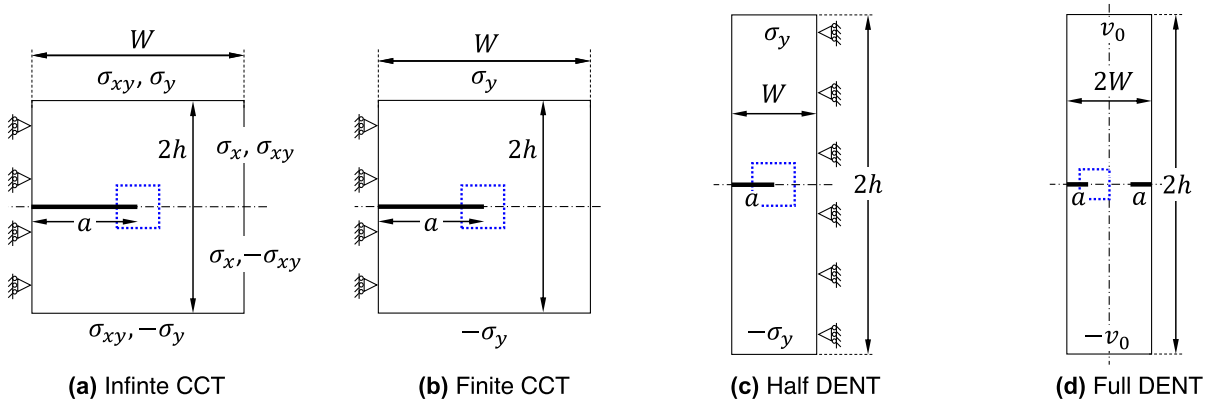 W
σxy, σy
2h
σx, σxy
a
σx, −σxy
σxy, −σy
(a) Infinte CCT
W
σy
2h
a
−σy
(b) Finite CCT
σy
W
2h
a
−σy
(c) Half DENT
v0
2W
2h
a
a
−v0
(d) Full DENT